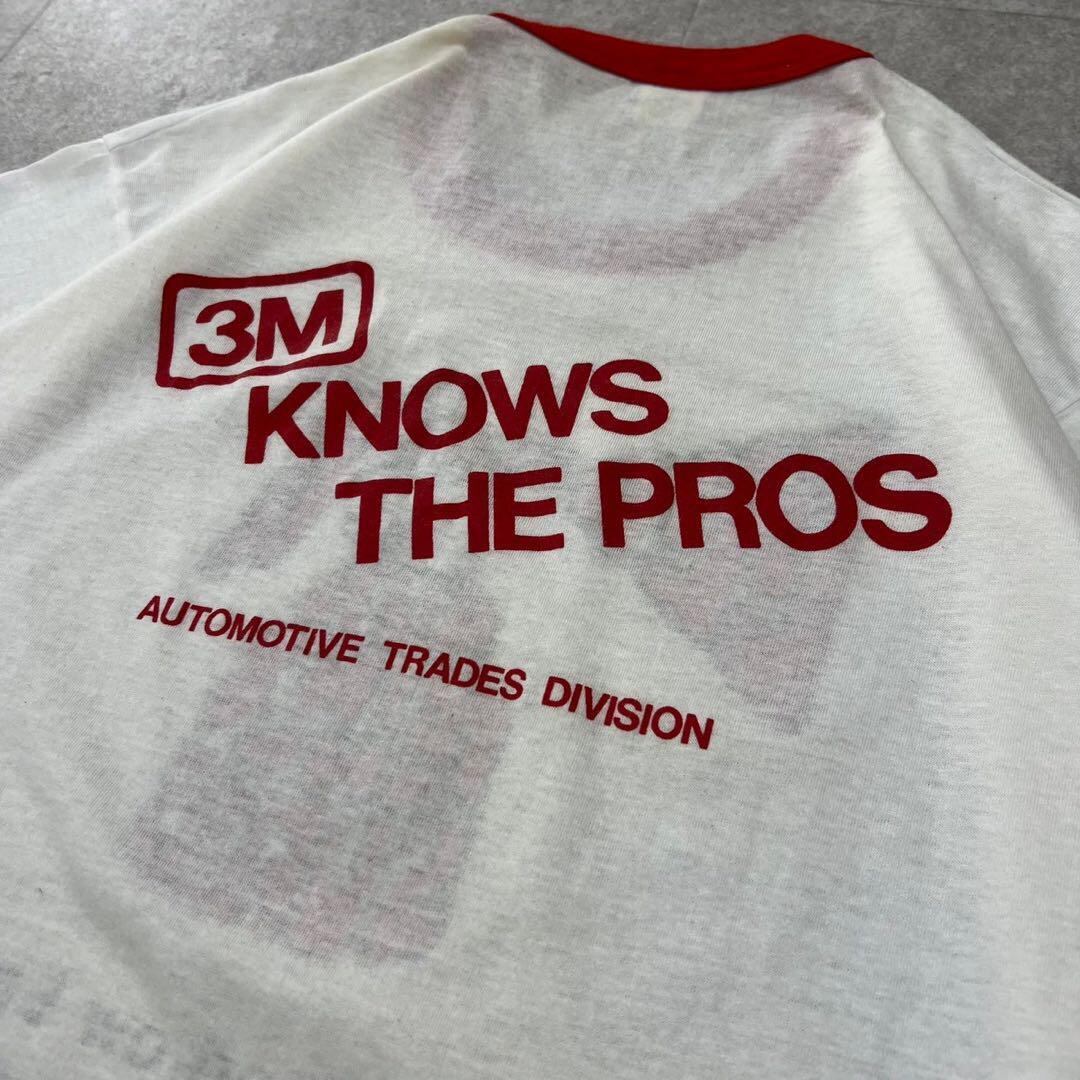 3M
KNOWS
THE PROS
AUTOMOTIVE TRADES DIVISION